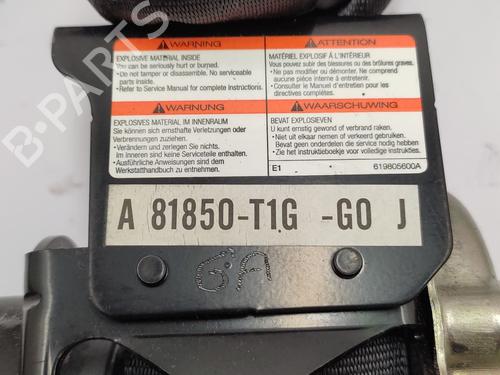 WARNING
EXPLOSIVE MATERIAL INSIDE
You can be seriously hurt or burned.
•Do not tamper or disassemble. No serviceable
parts inside.
•Refer to Service Manual for complete instructions.
ATTENTION
MATÉRIEL EXPLOSIF À L'INTÉRIEUR
Vous pouvez subir des blessures ou des brûlures graves.
•Ne pas modifier ou démonter. Ne comprend
aucune pièce interne à entretenir.
•Consulter le Manuel d'Entretien pour les
directives complètes.
WARNUNG
EXPLOSIVES MATERIAL IM INNENRAUM
Sie können sich ernsthafte Verletzungen oder
Verbrennungen zuziehen.
•Verändern und zerlegen Sie nichts.
Im Inneren sind keine Serviceteile enthalten.
•Ausführliche Anweisungen sind dem
Werkstatthandbuch zu entnehmen.
WAARSCHUWING
BEVAT EXPLOSIEVEN
U kunt ernstig gewond of verbrand raken.
•Niet uit elkaar nemen of verkeerd gebruiken.
Bevat geen onderdelen die service nodig hebben.
•Zie het instruktieboekje voor volledige instrukties.
E1 619805600A
A 81850-T1G -G0 J
GA
B-PARTS